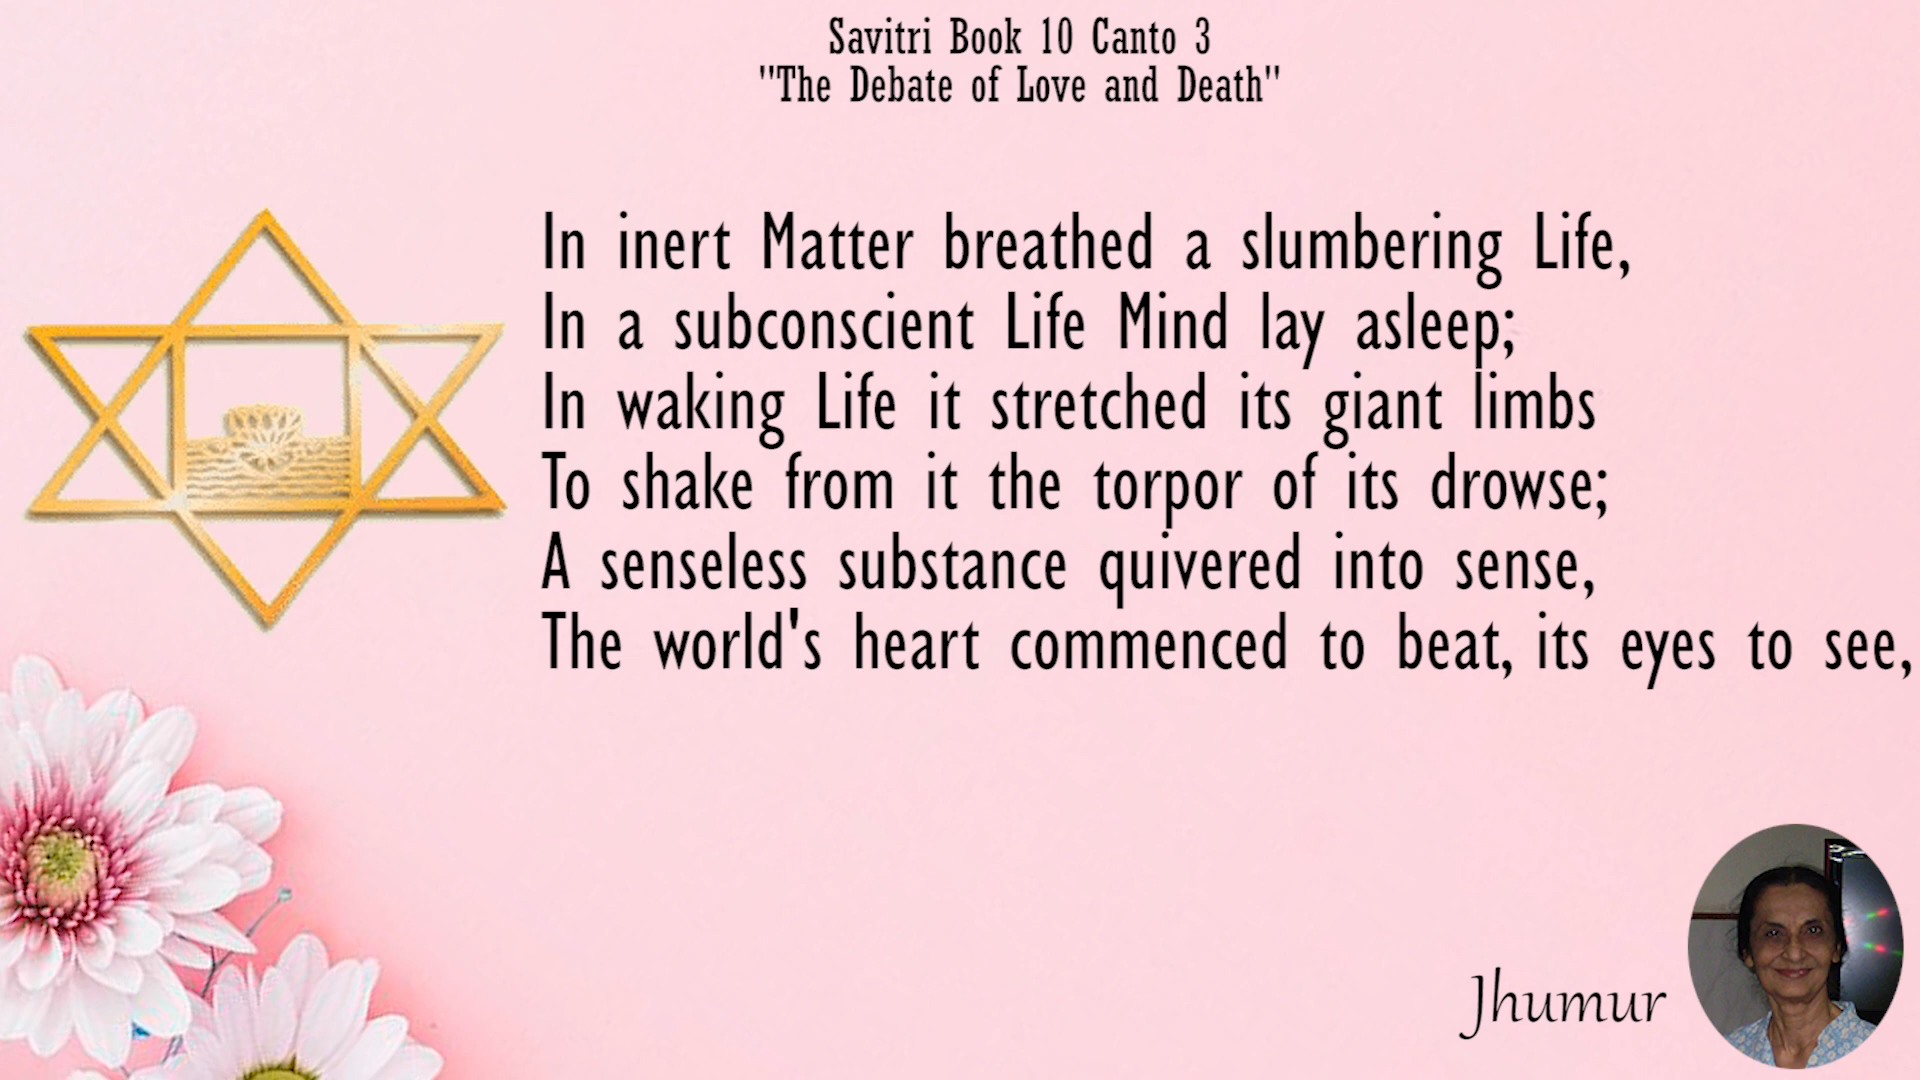 Savitri Book 10 Canto 3
"The Debate of Love and Death"
In inert Matter breathed a slumbering Life,
In a subconscient Life Mind lay asleep;
In waking Life it stretched its giant limbs
To shake from it the torpor of its drowse;
A senseless substance quivered into sense,
The world's heart commenced to beat, its eyes to see,
Jhumur